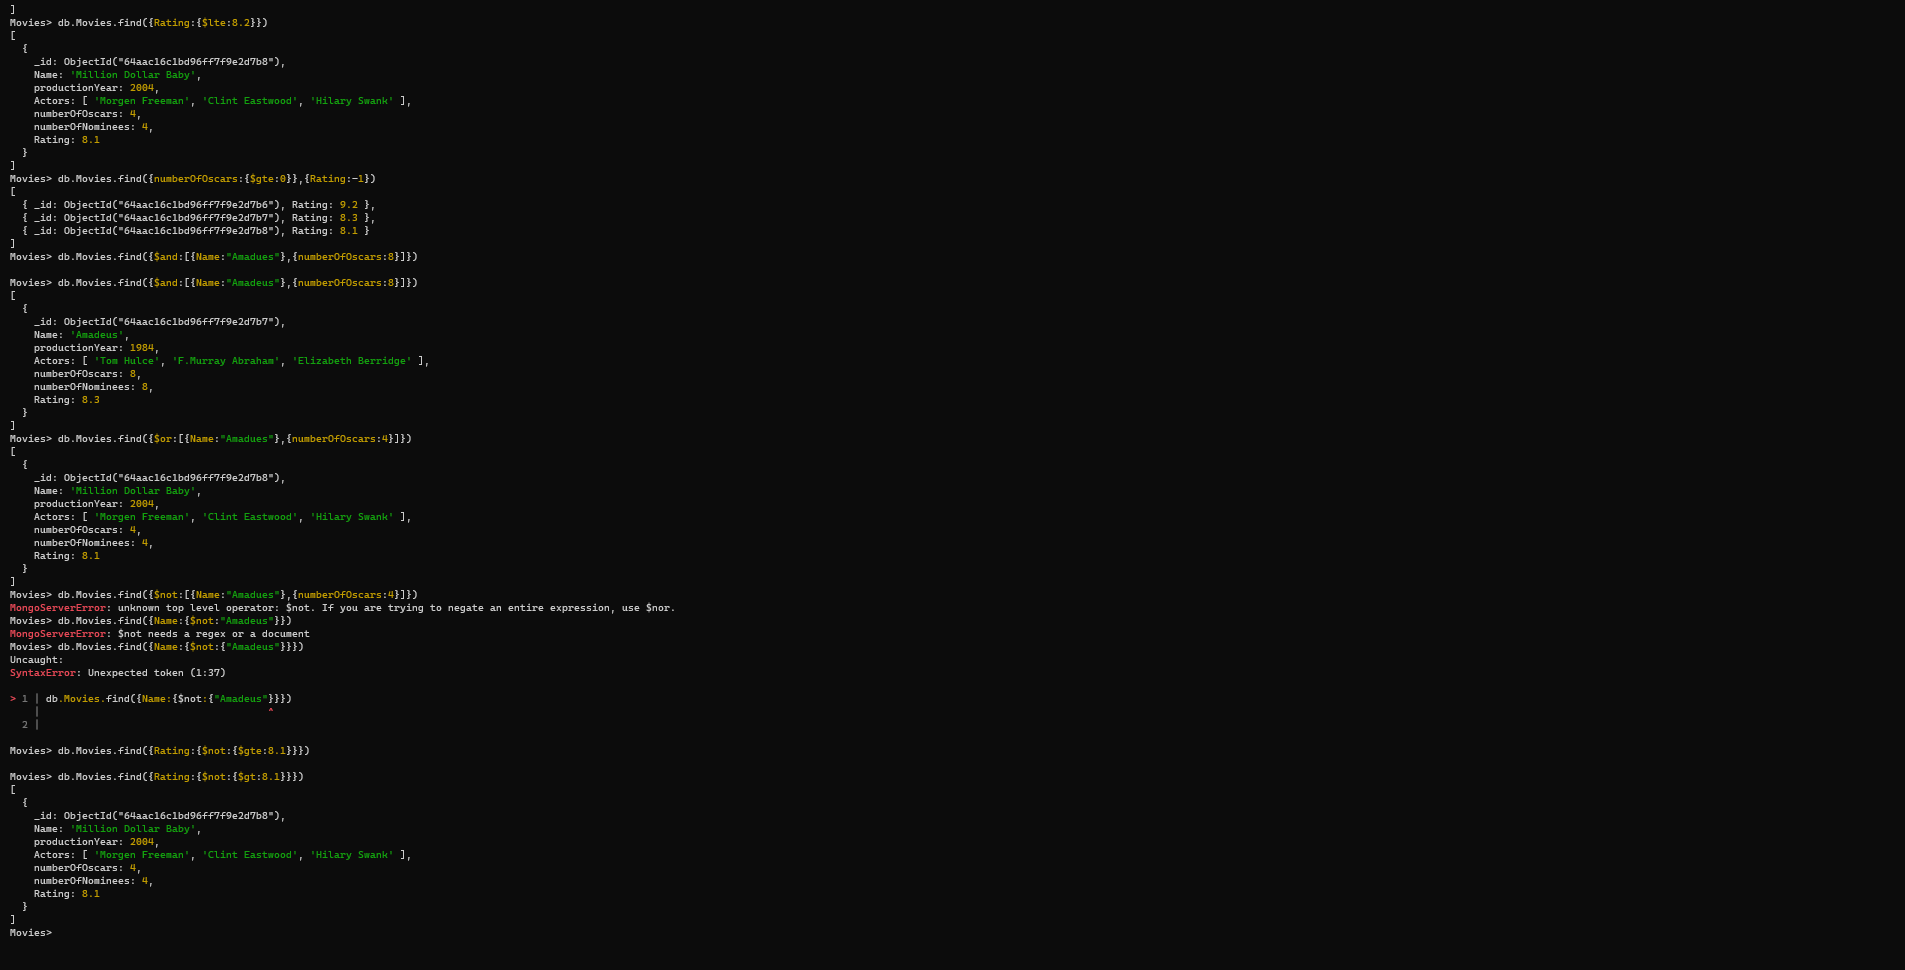 ]
Movies> db.Movies.find({Rating:{$lte:8.2}})
[
  {
    _id: ObjectId("64aac16c1bd96ff7f9e2d7b8"),
    Name: 'Million Dollar Baby',
    productionYear: 2004,
    Actors: [ 'Morgen Freeman', 'Clint Eastwood', 'Hilary Swank' ],
    numberOfOscars: 4,
    numberOfNominees: 4,
    Rating: 8.1
  }
]
Movies> db.Movies.find({numberOfOscars:{$gte:0}},{Rating:-1})
[
  { _id: ObjectId("64aac16c1bd96ff7f9e2d7b6"), Rating: 9.2 },
  { _id: ObjectId("64aac16c1bd96ff7f9e2d7b7"), Rating: 8.3 },
  { _id: ObjectId("64aac16c1bd96ff7f9e2d7b8"), Rating: 8.1 }
]
Movies> db.Movies.find({$and:[{Name:"Amadues"},{numberOfOscars:8}]})

Movies> db.Movies.find({$and:[{Name:"Amadeus"},{numberOfOscars:8}]})
[
  {
    _id: ObjectId("64aac16c1bd96ff7f9e2d7b7"),
    Name: 'Amadeus',
    productionYear: 1984,
    Actors: [ 'Tom Hulce', 'F.Murray Abraham', 'Elizabeth Berridge' ],
    numberOfOscars: 8,
    numberOfNominees: 8,
    Rating: 8.3
  }
]
Movies> db.Movies.find({$or:[{Name:"Amadues"},{numberOfOscars:4}]})
[
  {
    _id: ObjectId("64aac16c1bd96ff7f9e2d7b8"),
    Name: 'Million Dollar Baby',
    productionYear: 2004,
    Actors: [ 'Morgen Freeman', 'Clint Eastwood', 'Hilary Swank' ],
    numberOfOscars: 4,
    numberOfNominees: 4,
    Rating: 8.1
  }
]
Movies> db.Movies.find({$not:[{Name:"Amadues"},{numberOfOscars:4}]})
MongoServerError: unknown top level operator: $not. If you are trying to negate an entire expression, use $nor.
Movies> db.Movies.find({Name:{$not:"Amadeus"}})
MongoServerError: $not needs a regex or a document
Movies> db.Movies.find({Name:{$not:{"Amadeus"}}})
Uncaught:
SyntaxError: Unexpected token (1:37)

> 1 | db.Movies.find({Name:{$not:{"Amadeus"}}})
    |                                      ^
  2 |

Movies> db.Movies.find({Rating:{$not:{$gte:8.1}}})

Movies> db.Movies.find({Rating:{$not:{$gt:8.1}}})
[
  {
    _id: ObjectId("64aac16c1bd96ff7f9e2d7b8"),
    Name: 'Million Dollar Baby',
    productionYear: 2004,
    Actors: [ 'Morgen Freeman', 'Clint Eastwood', 'Hilary Swank' ],
    numberOfOscars: 4,
    numberOfNominees: 4,
    Rating: 8.1
  }
]
Movies>